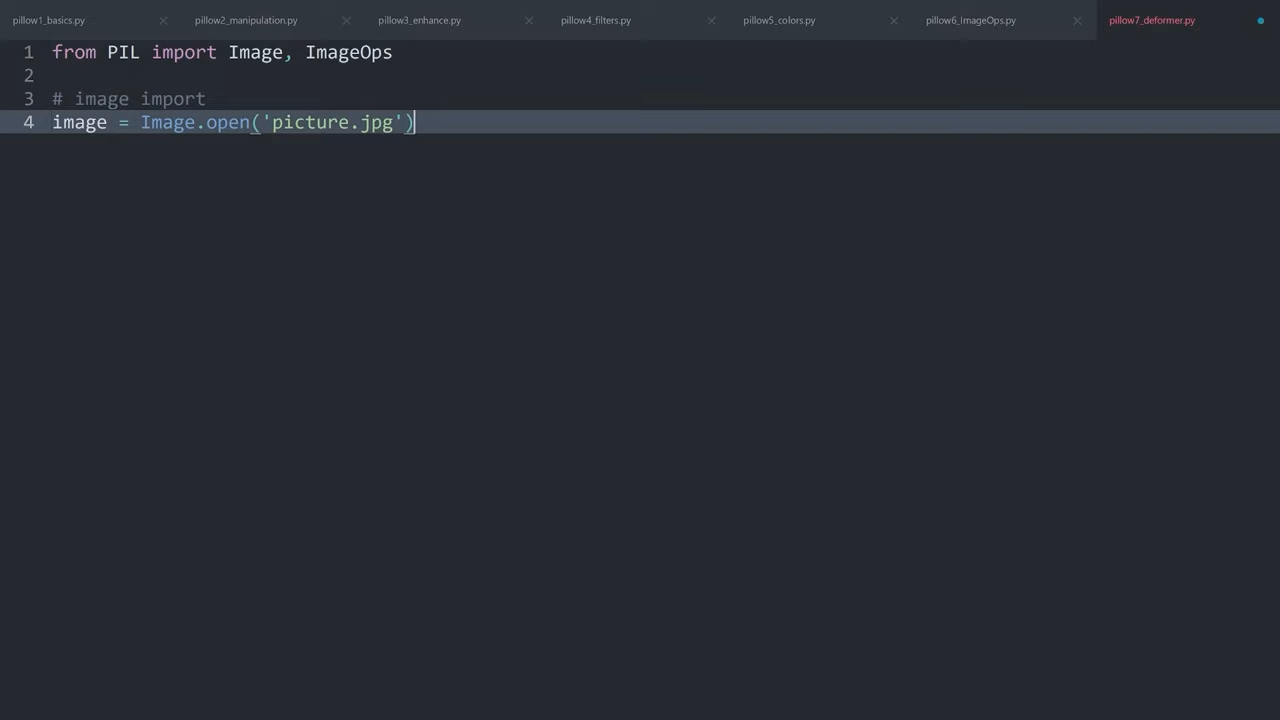 pillow1_basics.py pillow2_manipulation.py pillow3_enhance.py pillow4_filters.py pillow5_colors.py pillow6_ImageOps.py pillow7_deformer.py
1 from PIL import Image, ImageOps
2
3 # image import
4 image = Image.open('picture.jpg')